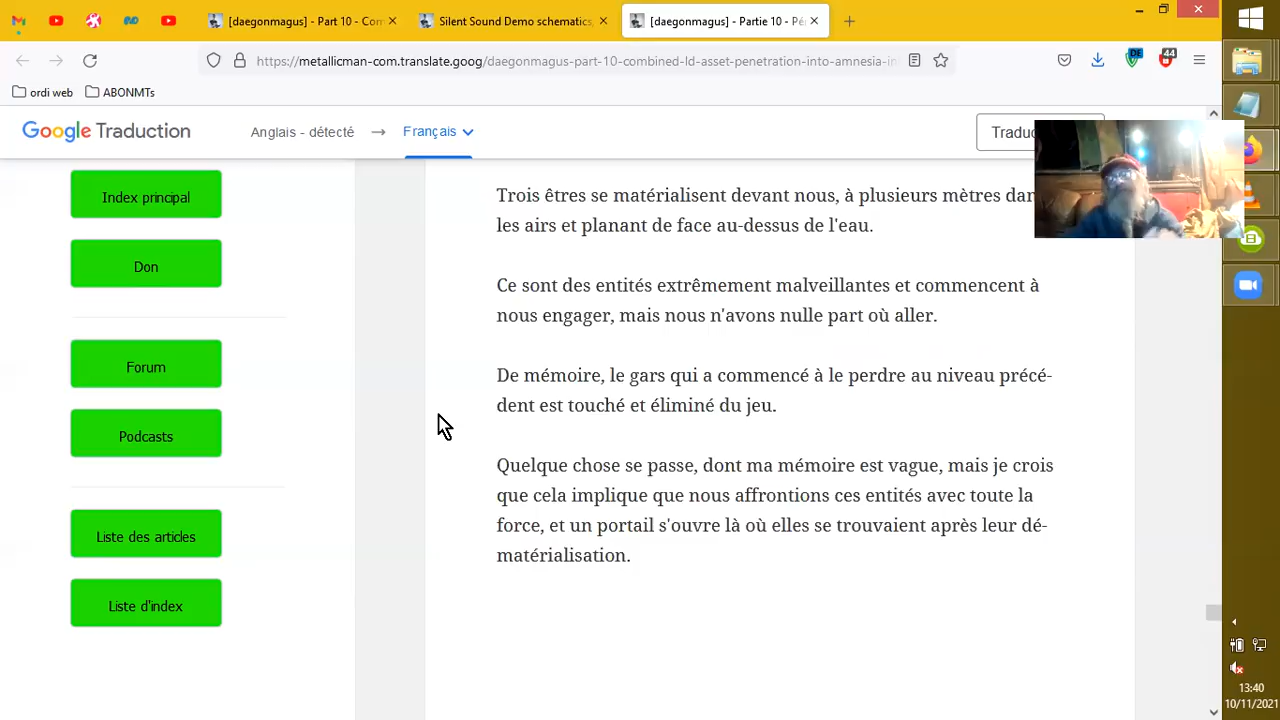 [daegonmagus] - Part 10 - Com
Silent Sound Demo schematics,
[daegonmagus] - Partie 10 - Pé
https://metallicman-com.translate.goog/daegonmagus-part-10-combined-ld-asset-penetration-into-amnesia-in
DE
44
ordi web
ABONMTs
Google Traduction
Anglais - détecté
Français
Traduc
Index principal
Don
Forum
Podcasts
Liste des articles
Liste d'index
Trois êtres se matérialisent devant nous, à plusieurs mètres dan
les airs et planant de face au-dessus de l'eau.
Ce sont des entités extrêmement malveillantes et commencent à
nous engager, mais nous n'avons nulle part où aller.
De mémoire, le gars qui a commencé à le perdre au niveau précé-
dent est touché et éliminé du jeu.
Quelque chose se passe, dont ma mémoire est vague, mais je crois
que cela implique que nous affrontions ces entités avec toute la
force, et un portail s'ouvre là où elles se trouvaient après leur dé-
matérialisation.
13:40
10/11/2021